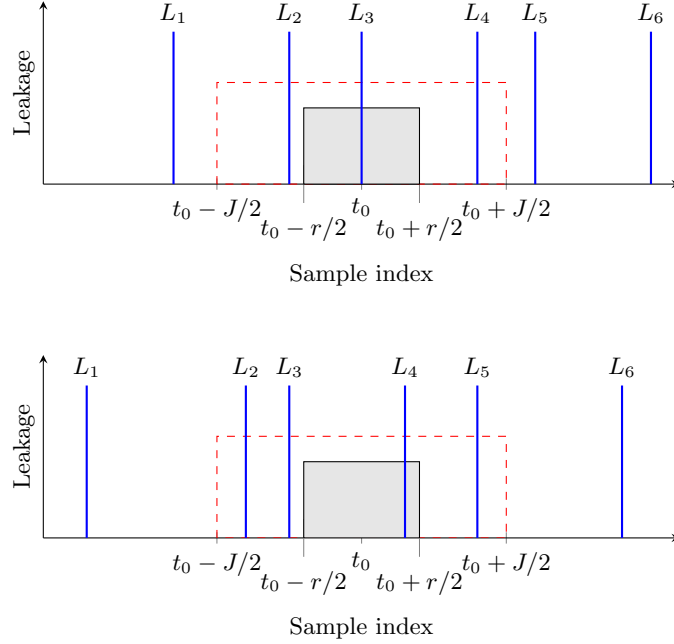 L₁ L₂ L₃ L₄ L₅ L₆
Leakage
t₀ − J/2 t₀ t₀ + J/2
t₀ − r/2 t₀ + r/2
Sample index
L₁ L₂ L₃ L₄ L₅ L₆
Leakage
t₀ − J/2 t₀ t₀ + J/2
t₀ − r/2 t₀ + r/2
Sample index